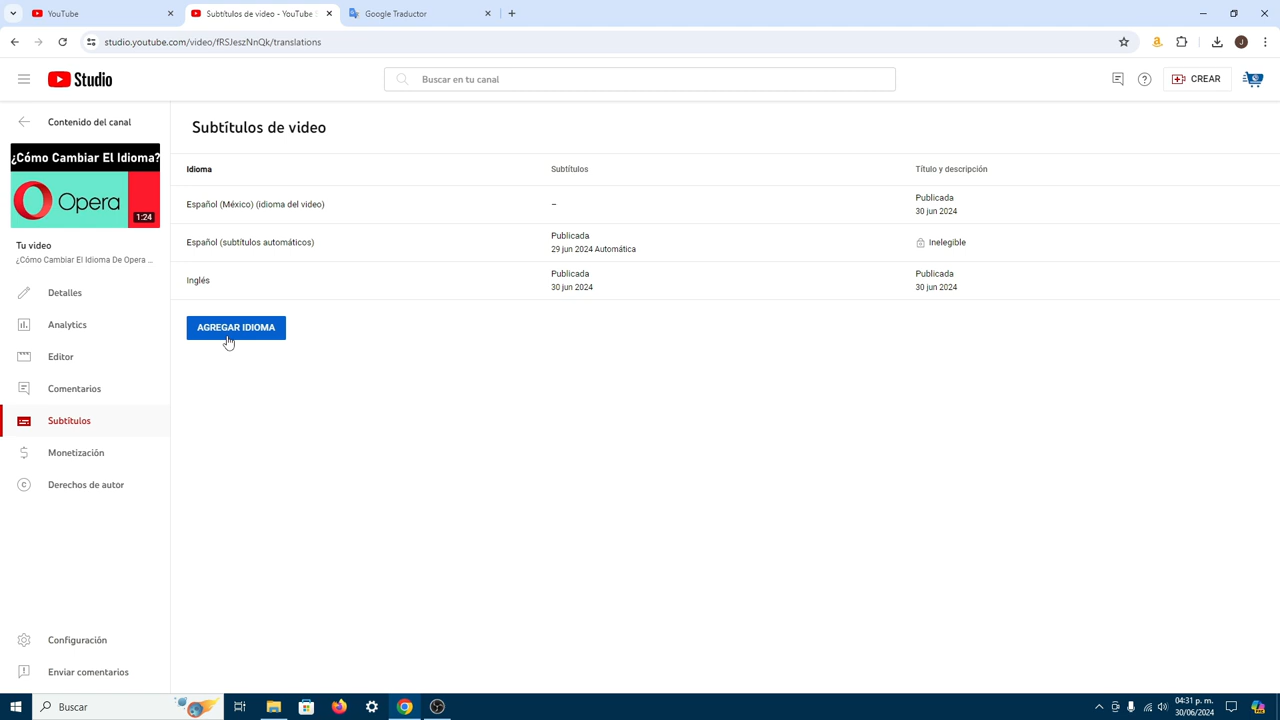 YouTube
Subtítulos de video - YouTube S
Google Traductor
studio.youtube.com/video/fRSJeszNnQk/translations
Studio
Buscar en tu canal
CREAR
Contenido del canal
Subtítulos de video
¿Cómo Cambiar El Idioma?
Opera
1:24
Tu video
¿Cómo Cambiar El Idioma De Opera ...
Idioma
Subtítulos
Título y descripción
Español (México) (idioma del video)
–
Publicada
30 jun 2024
Español (subtítulos automáticos)
Publicada
29 jun 2024 Automática
Inelegible
Inglés
Publicada
30 jun 2024
Publicada
30 jun 2024
AGREGAR IDIOMA
Detalles
Analytics
Editor
Comentarios
Subtítulos
Monetización
Derechos de autor
Configuración
Enviar comentarios
Buscar
04:31 p. m.
30/06/2024